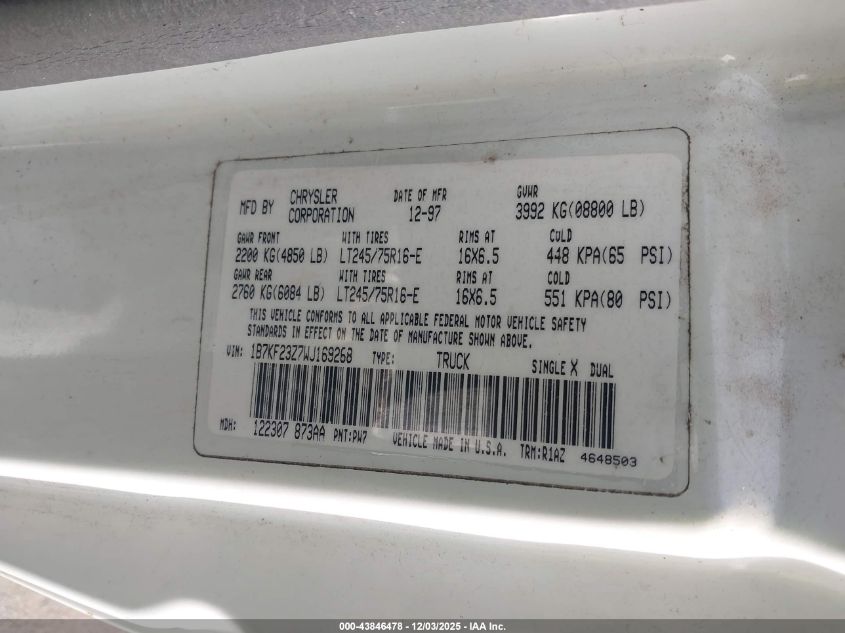 MFD BY CHRYSLER CORPORATION DATE OF MFR 12-97 GVWR 3992 KG(08800 LB)
GAWR FRONT WITH TIRES RIMS AT COLD
2200 KG(4850 LB) LT245/75R16-E 16X6.5 448 KPA(65 PSI)
GAWR REAR WITH TIRES RIMS AT COLD
2760 KG(6084 LB) LT245/75R16-E 16X6.5 551 KPA(80 PSI)
THIS VEHICLE CONFORMS TO ALL APPLICABLE FEDERAL MOTOR VEHICLE SAFETY
STANDARDS IN EFFECT ON THE DATE OF MANUFACTURE SHOWN ABOVE.
VIN: 1B7KF23Z7WJ169268 TYPE: TRUCK SINGLE X DUAL
MDH: 122307 873AA PNT:PW7 VEHICLE MADE IN U.S.A. TRM:R1AZ 4648503
000-43846478 - 12/03/2025 - IAA Inc.